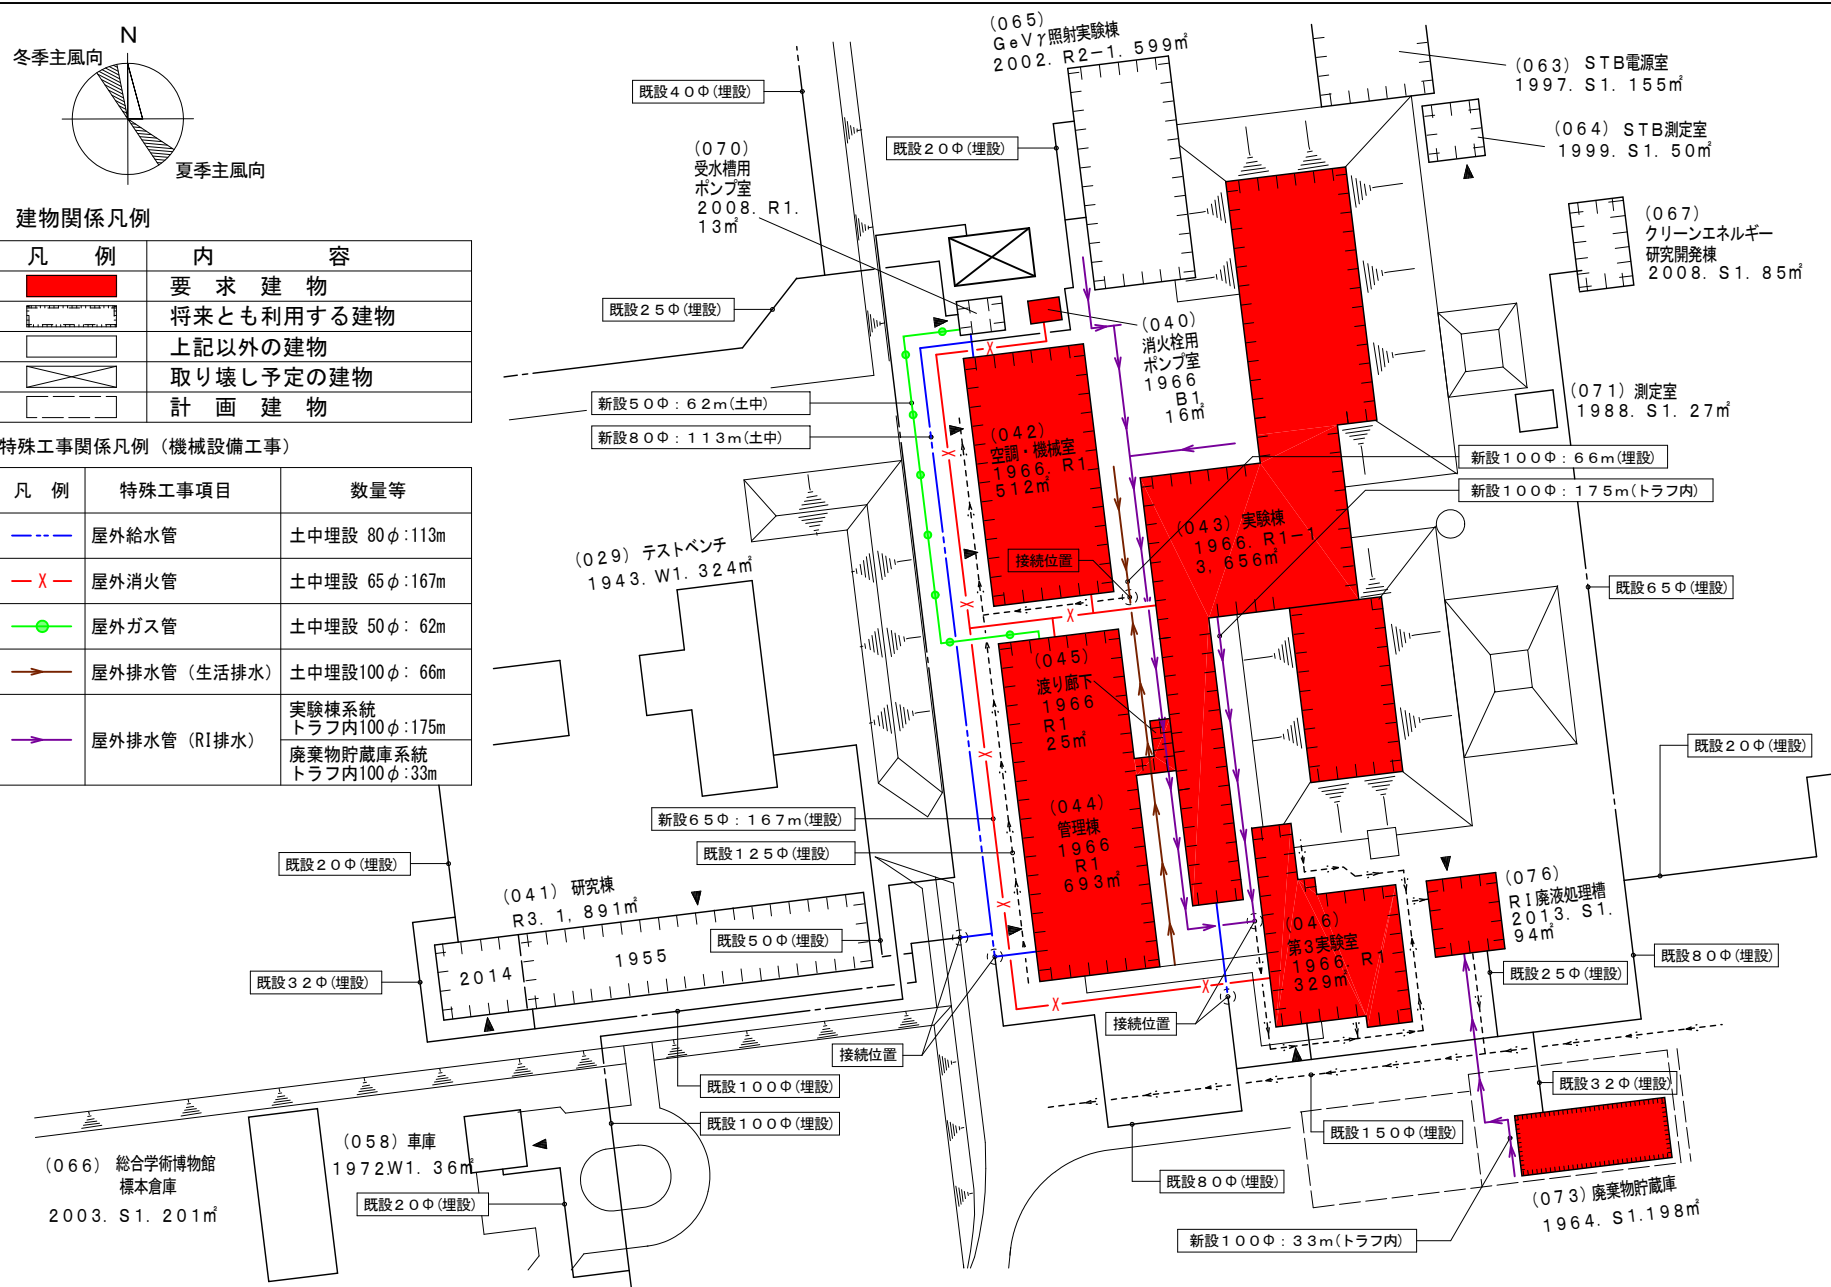 N
冬季主風向
夏季主風向
建物関係凡例
凡 例 内 容
要 求 建 物
将来とも利用する建物
上記以外の建物
取り壊し予定の建物
計 画 建 物
特殊工事関係凡例（機械設備工事）
凡 例 特殊工事項目 数量等
屋外給水管 土中埋設 80φ:113m
X 屋外消火管 土中埋設 65φ:167m
屋外ガス管 土中埋設 50φ: 62m
屋外排水管（生活排水） 土中埋設100φ: 66m
屋外排水管（RI排水）
実験棟系統
トラフ内100φ:175m
廃棄物貯蔵庫系統
トラフ内100φ:33m
（065）
GeVγ照射実験棟
2002. R2-1. 599㎡
（063） STB電源室
1997. S1. 155㎡
（064） STB測定室
1999. S1. 50㎡
既設40Φ(埋設)
既設20Φ(埋設)
（070）
受水槽用
ポンプ室
2008. R1.
13㎡
（067）
クリーンエネルギー
研究開発棟
2008. S1. 85㎡
既設25Φ(埋設)
（040）
消火栓用
ポンプ室
1966
B1
16㎡
（071） 測定室
1988. S1. 27㎡
新設50Φ：62m(土中)
新設80Φ：113m(土中)
（042）
空調・機械室
1966. R1
512㎡
新設100Φ：66m(埋設)
新設100Φ：175m(トラフ内)
（043） 実験棟
1966. R1-1
3, 656㎡
接続位置
（029） テストベンチ
1943. W1. 324㎡
既設65Φ(埋設)
（045）
渡り廊下
1966
R1
25㎡
既設20Φ(埋設)
（044）
管理棟
1966
R1
693㎡
新設65Φ：167m(埋設)
既設125Φ(埋設)
既設20Φ(埋設)
（041） 研究棟
R3. 1, 891㎡
既設50Φ(埋設)
2014
1955
既設32Φ(埋設)
（046）
第3実験室
1966. R1
329㎡
（076）
RI廃液処理槽
2013. S1.
94㎡
既設80Φ(埋設)
既設25Φ(埋設)
接続位置
接続位置
既設100Φ(埋設)
既設100Φ(埋設)
既設32Φ(埋設)
既設150Φ(埋設)
（058） 車庫
1972.W1. 36㎡
（066） 総合学術博物館
標本倉庫
2003. S1. 201㎡
既設20Φ(埋設)
既設80Φ(埋設)
（073） 廃棄物貯蔵庫
1964. S1.198㎡
新設100Φ：33m(トラフ内)